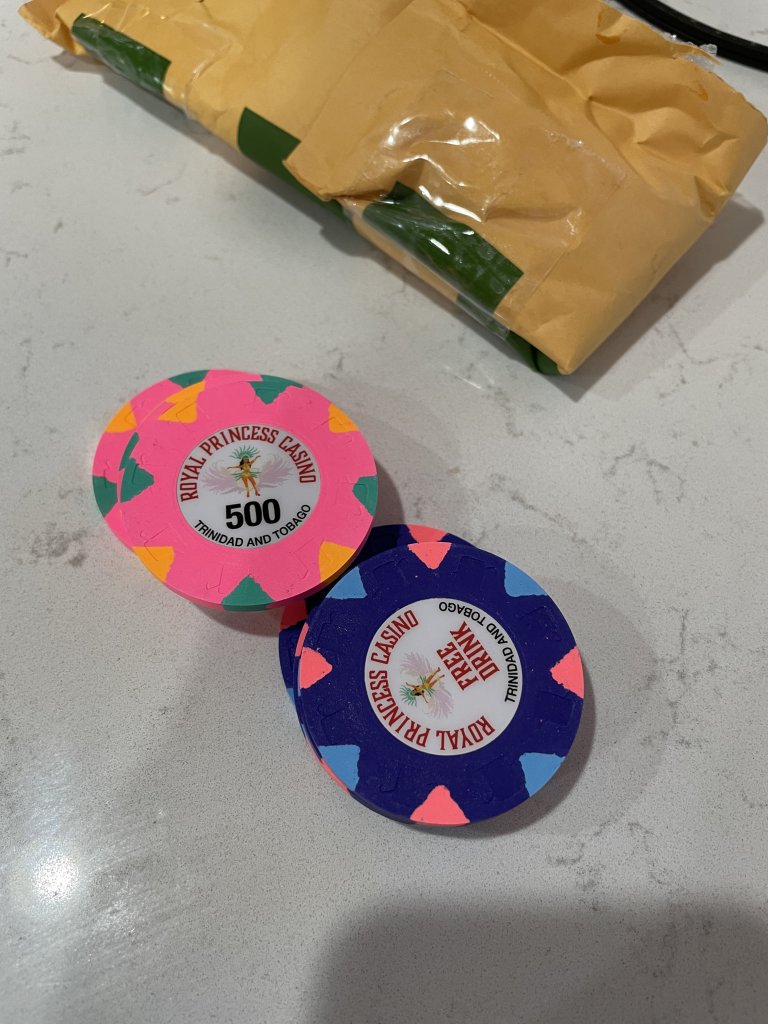 ROYAL PRINCESS CASINO
500
TRINIDAD AND TOBAGO
ROYAL PRINCESS CASINO
FREE
DRINK
TRINIDAD AND TOBAGO